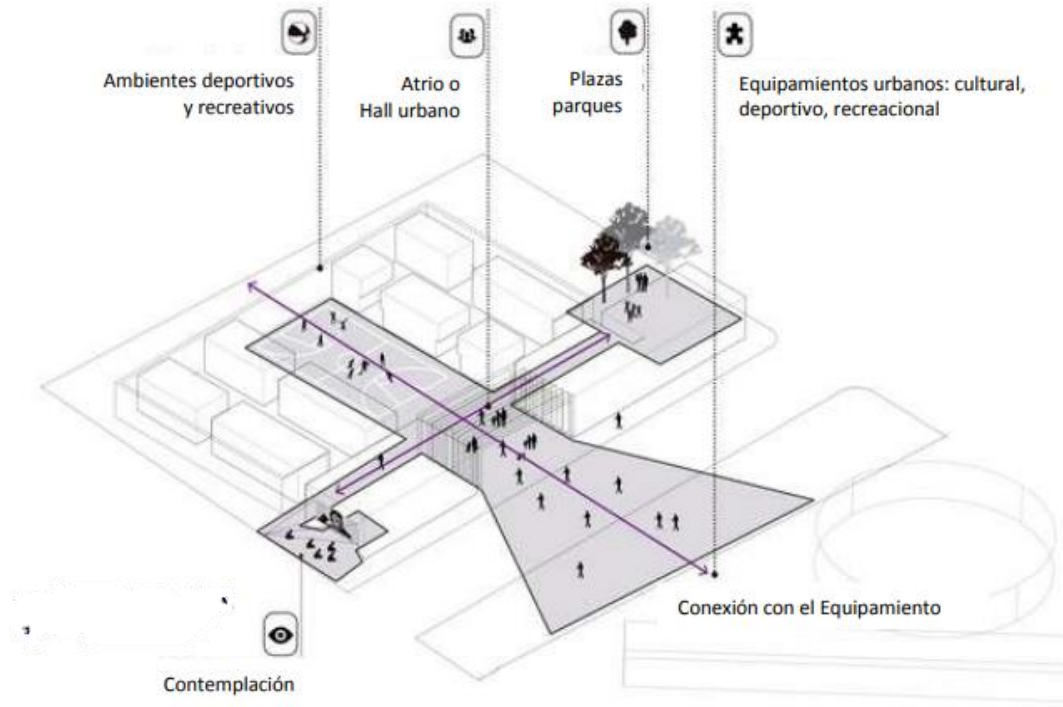 Ambientes deportivos
y recreativos
Atrio o
Hall urbano
Plazas
parques
Equipamientos urbanos: cultural,
deportivo, recreacional
Conexión con el Equipamiento
Contemplación